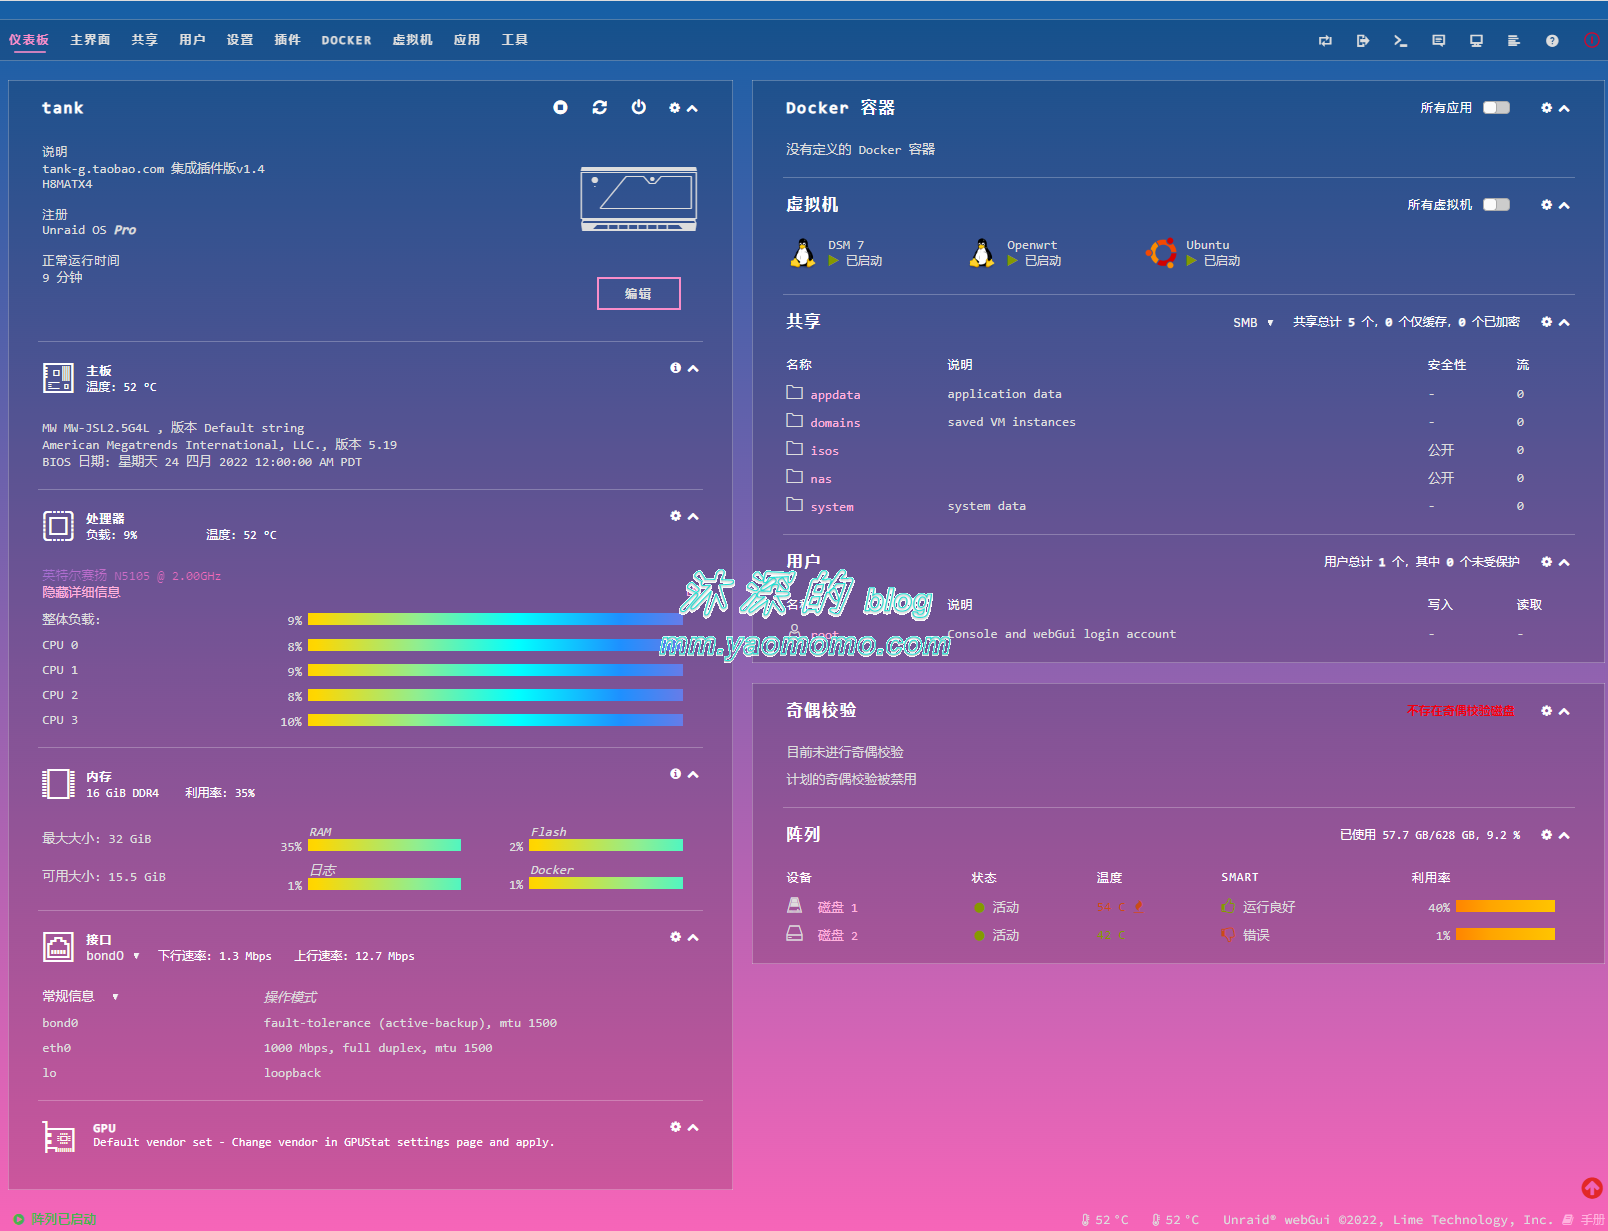 仪表板 主界面 共享 用户 设置 插件 DOCKER 虚拟机 应用 工具
tank
说明
tank-g.taobao.com 集成插件版v1.4
H8MATX4
注册
Unraid OS Pro
正常运行时间
9 分钟
编辑
主板
温度: 52 °C
MW MW-JSL2.5G4L , 版本 Default string
American Megatrends International, LLC., 版本 5.19
BIOS 日期: 星期天 24 四月 2022 12:00:00 AM PDT
处理器
负载: 9% 温度: 52 °C
英特尔赛扬 N5105 @ 2.00GHz
隐藏详细信息
整体负载: 9%
CPU 0 8%
CPU 1 9%
CPU 2 8%
CPU 3 10%
内存
16 GiB DDR4 利用率: 35%
RAM Flash
最大大小: 32 GiB 35% 2%
日志 Docker
可用大小: 15.5 GiB 1% 1%
接口
bond0 ▼ 下行速率: 1.3 Mbps 上行速率: 12.7 Mbps
常规信息 ▼ 操作模式
bond0 fault-tolerance (active-backup), mtu 1500
eth0 1000 Mbps, full duplex, mtu 1500
lo loopback
GPU
Default vendor set - Change vendor in GPUStat settings page and apply.
Docker 容器 所有应用
没有定义的 Docker 容器
虚拟机 所有虚拟机
DSM 7 Openwrt Ubuntu
已启动 已启动 已启动
共享 SMB ▼ 共享总计 5 个, 0 个仅缓存, 0 个已加密
名称 说明 安全性 流
appdata application data - 0
domains saved VM instances - 0
isos 公开 0
nas 公开 0
system system data - 0
用户 用户总计 1 个, 其中 0 个未受保护
名称 说明 写入 读取
root Console and webGui login account - -
沐深的 blog
mm.yaomomo.com
奇偶校验 不存在奇偶校验磁盘
目前未进行奇偶校验
计划的奇偶校验被禁用
阵列 已使用 57.7 GB/628 GB, 9.2 %
设备 状态 温度 SMART 利用率
磁盘 1 活动 54 C 运行良好 40%
磁盘 2 活动 42 C 错误 1%
阵列已启动 52 °C 52 °C Unraid® webGui ©2022, Lime Technology, Inc. 手册